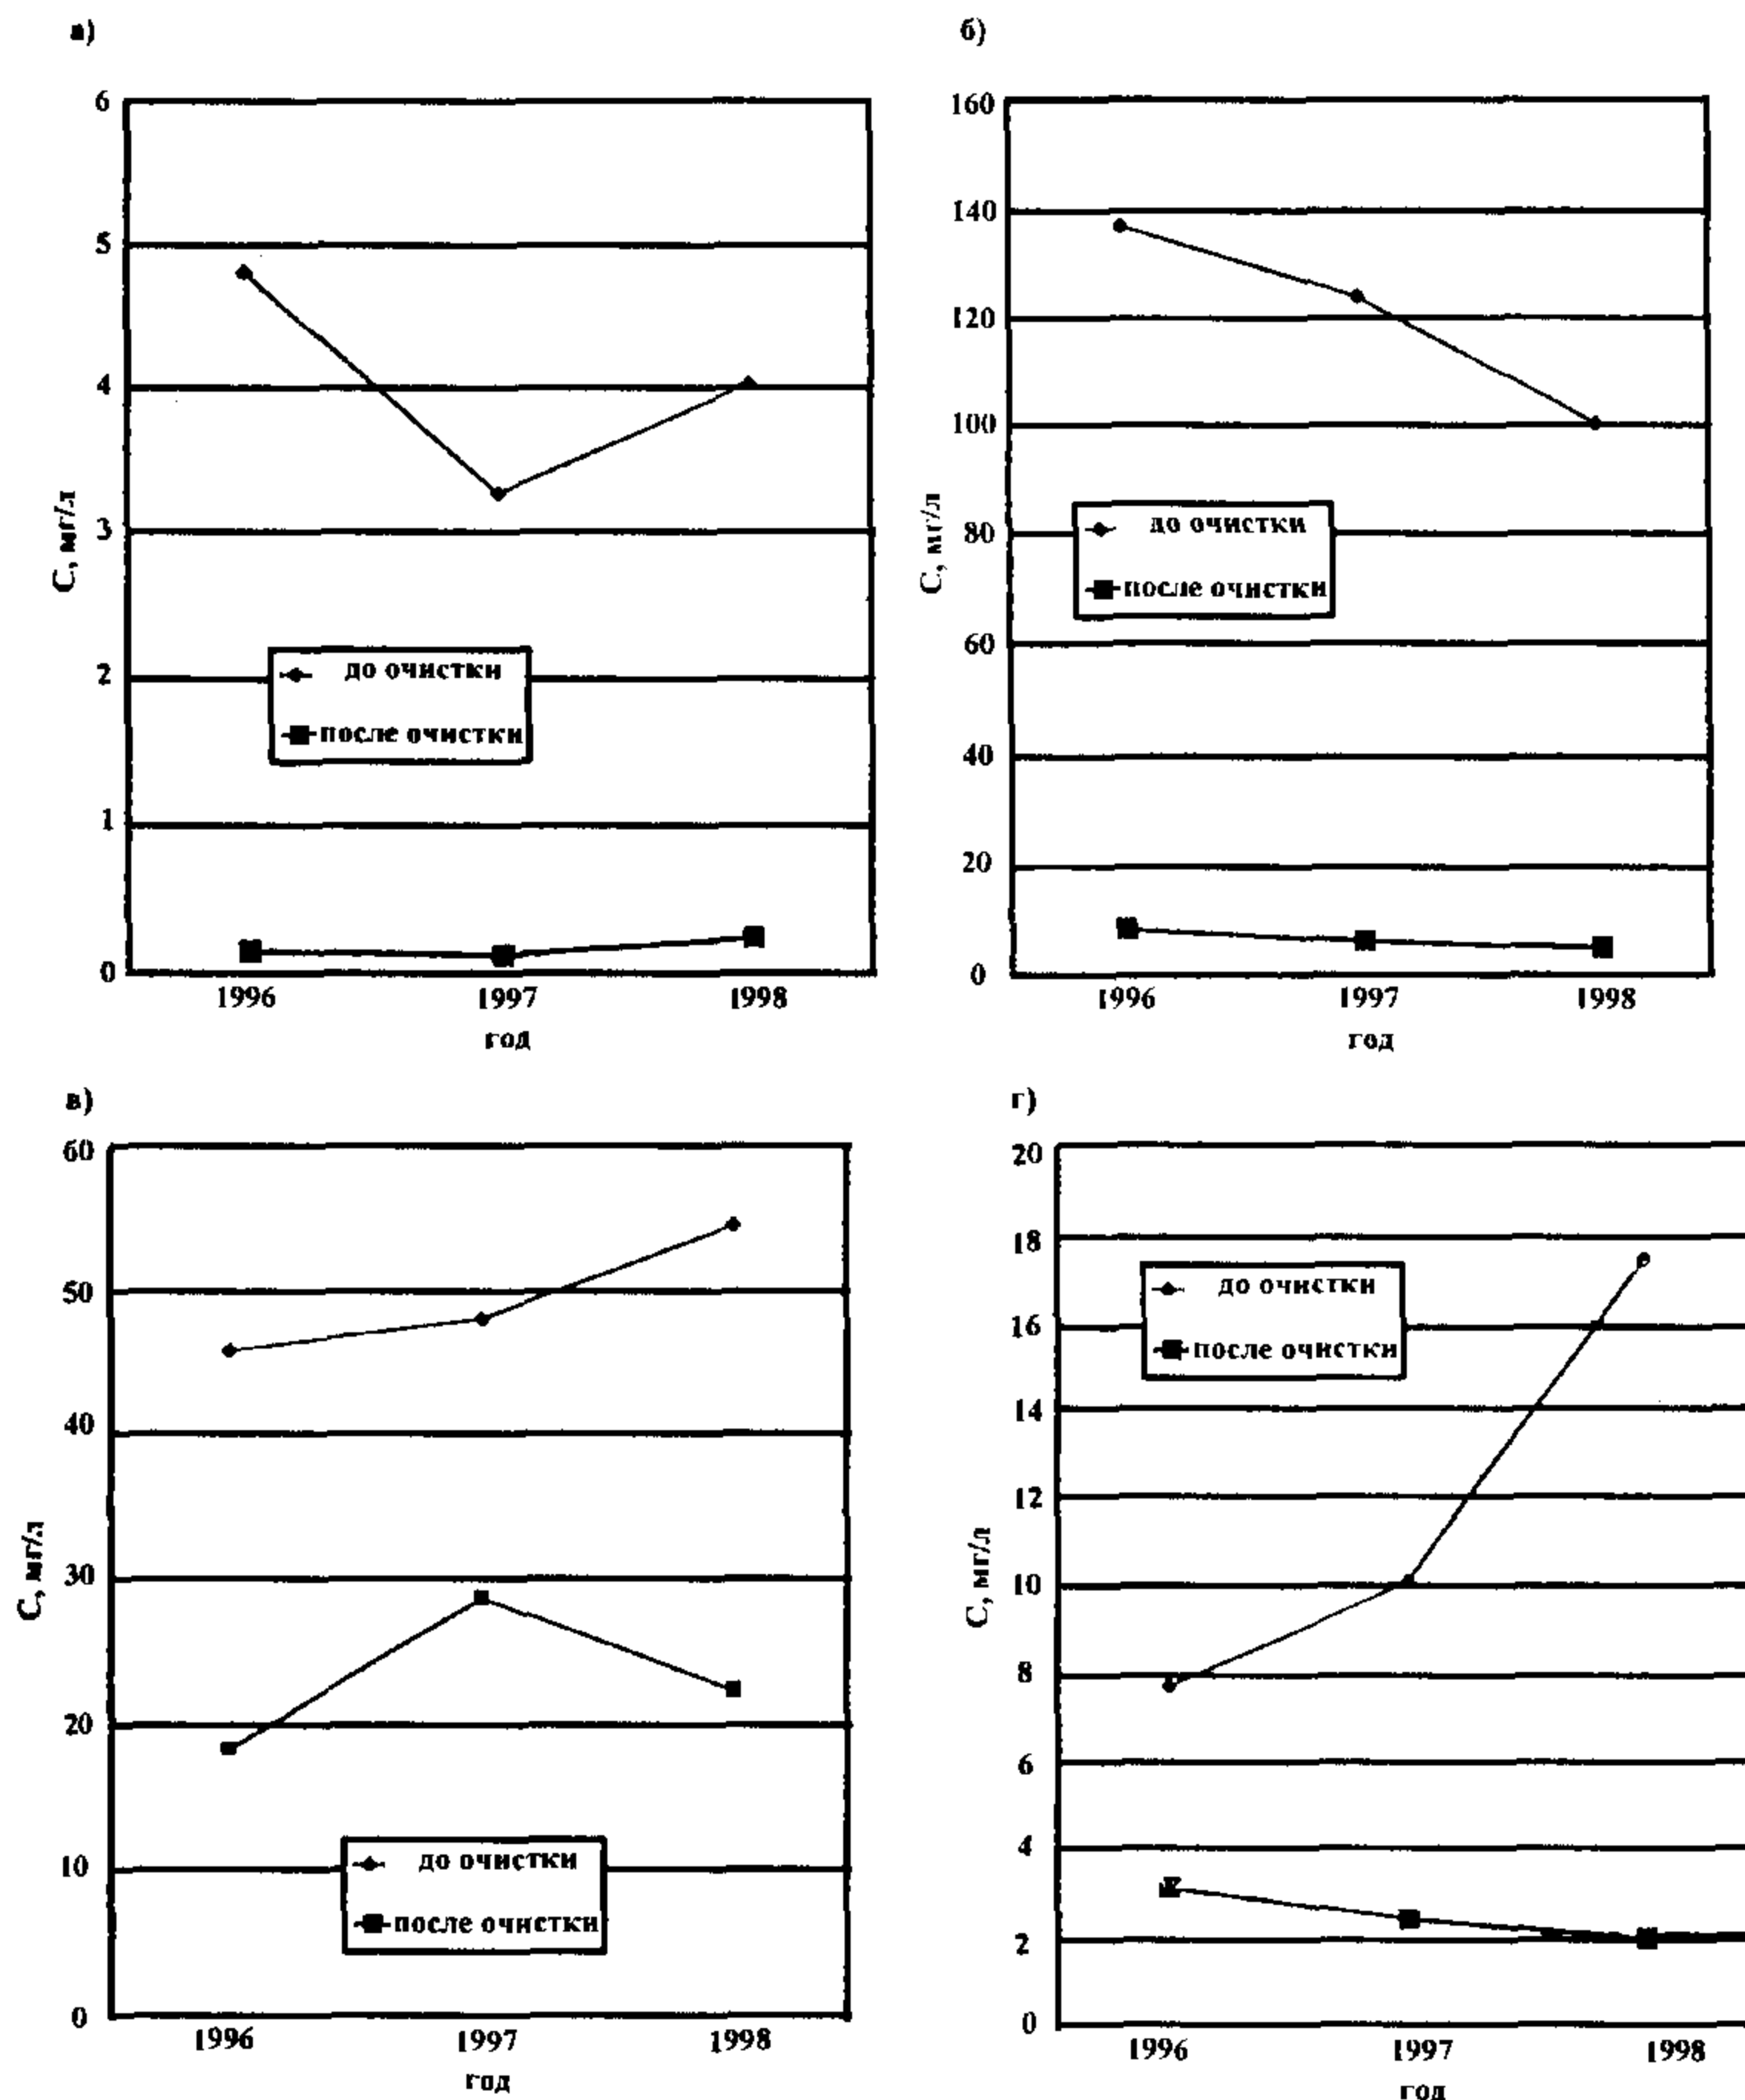 а)
6
5
4
3
2
1
0
С, мг/л
до очистки
после очистки
1996 1997 1998
год
б)
160
140
120
100
80
60
40
20
0
С, мг/л
до очистки
после очистки
1996 1997 1998
год
в)
60
50
40
30
20
10
0
С, мг/л
до очистки
после очистки
1996 1997 1998
год
г)
20
18
16
14
12
10
8
6
4
2
0
С, мг/л
до очистки
после очистки
1996 1997 1998
год